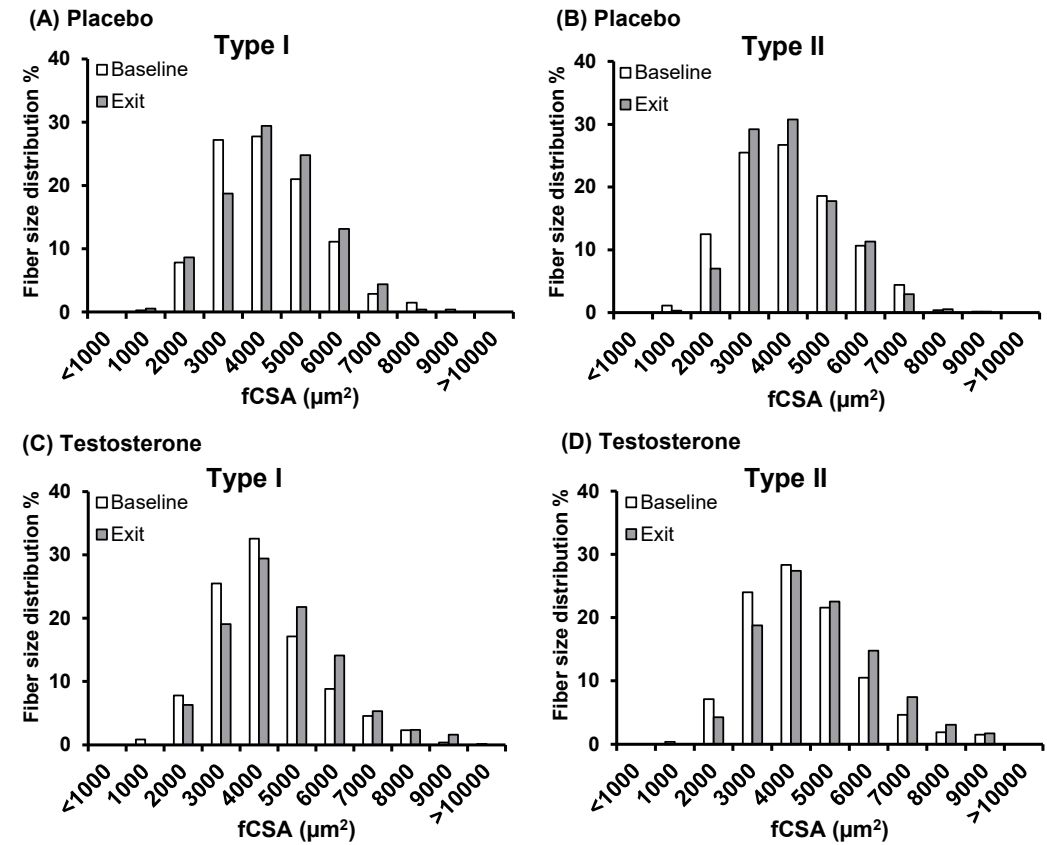 (A) Placebo
Type I
Fiber size distribution %
40
30
20
10
0
Baseline
Exit
<1000
1000
2000
3000
4000
5000
6000
7000
8000
9000
>10000
fCSA (µm²)
(B) Placebo
Type II
Fiber size distribution %
40
30
20
10
0
Baseline
Exit
<1000
1000
2000
3000
4000
5000
6000
7000
8000
9000
>10000
fCSA (µm²)
(C) Testosterone
Type I
Fiber size distribution %
40
30
20
10
0
Baseline
Exit
<1000
1000
2000
3000
4000
5000
6000
7000
8000
9000
>10000
fCSA (µm²)
(D) Testosterone
Type II
Fiber size distribution %
40
30
20
10
0
Baseline
Exit
<1000
1000
2000
3000
4000
5000
6000
7000
8000
9000
>10000
fCSA (µm²)